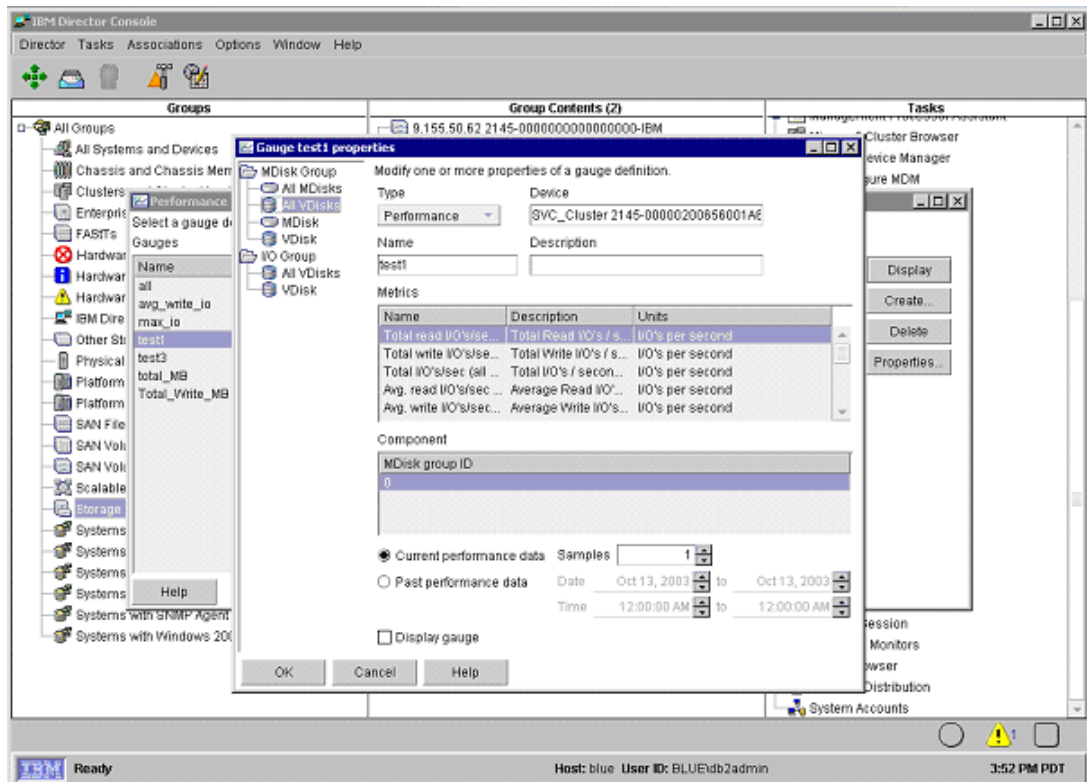 IBM Director Console
Director Tasks Associations Options Window Help
Groups
Group Contents (2)
Tasks
All Groups
All Systems and Devices
Chassis and Chassis Mem
Clusters
Enterpris
FAStTs
Hardwar
Hardwar
Hardwar
IBM Dire
Other St
Physical
Platform
Platform
SAN File
SAN Vol
SAN Vol
Scalable
Storage
Systems
Systems
Systems
Systems
Systems with SNMP Agent
Systems with Windows 200
9.155.50.62 2145-0000000000000000-IBM
Cluster Browser
evice Manager
ure MDM
Session
Monitors
wser
Distribution
System Accounts
Performance
Select a gauge d
Gauges
Name
all
avg_write_io
max_io
test1
test3
total_MB
Total_Write_MB
Help
Display
Create...
Delete
Properties...
Gauge test1 properties
MDisk Group
All MDisks
All VDisks
MDisk
VDisk
I/O Group
All VDisks
VDisk
Modify one or more properties of a gauge definition.
Type Device
Performance SVC_Cluster 2145-00000200656001AE
Name Description
test1
Metrics
Name Description Units
Total read I/O's/se... Total Read I/O's / s... I/O's per second
Total write I/O's/se... Total Write I/O's / s... I/O's per second
Total I/O's/sec (all ... Total I/O's / secon... I/O's per second
Avg. read I/O's/sec ... Average Read I/O'... I/O's per second
Avg. write I/O's/sec... Average Write I/O's... I/O's per second
Component
MDisk group ID
0
Current performance data Samples 1
Past performance data Date Oct 13, 2003 to Oct 13, 2003
Time 12:00:00 AM to 12:00:00 AM
Display gauge
OK Cancel Help
1
IBM Ready Host: blue User ID: BLUE\db2admin 3:52 PM PDT